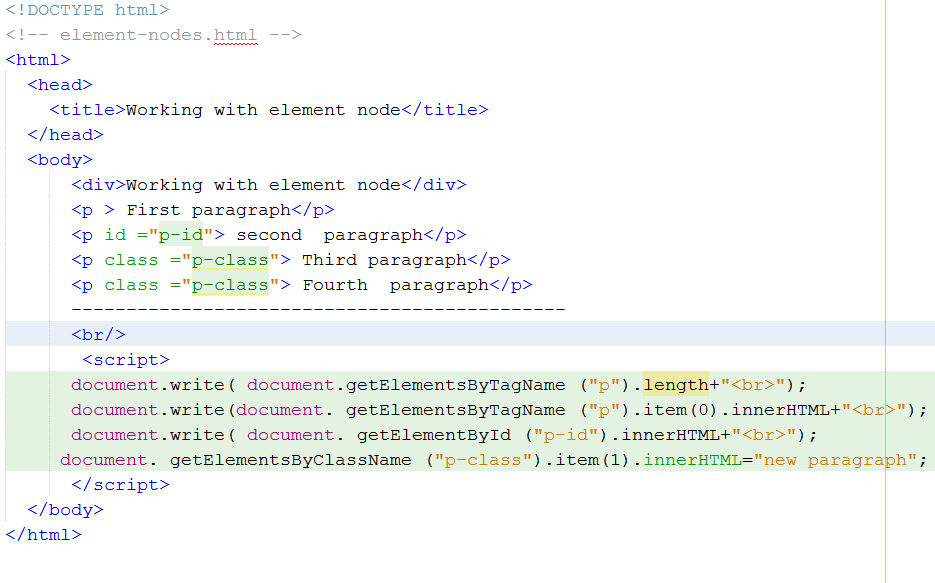 <!DOCTYPE html>
<!-- element-nodes.html -->
<html>
  <head>
    <title>Working with element node</title>
  </head>
  <body>
      <div>Working with element node</div>
      <p > First paragraph</p>
      <p id ="p-id"> second  paragraph</p>
      <p class ="p-class"> Third paragraph</p>
      <p class ="p-class"> Fourth  paragraph</p>
      ---------------------------------------------
      <br/>
       <script>
      document.write( document.getElementsByTagName ("p").length+"<br>");
      document.write(document. getElementsByTagName ("p").item(0).innerHTML+"<br>");
      document.write( document. getElementById ("p-id").innerHTML+"<br>");
     document. getElementsByClassName ("p-class").item(1).innerHTML="new paragraph";
      </script>
  </body>
</html>